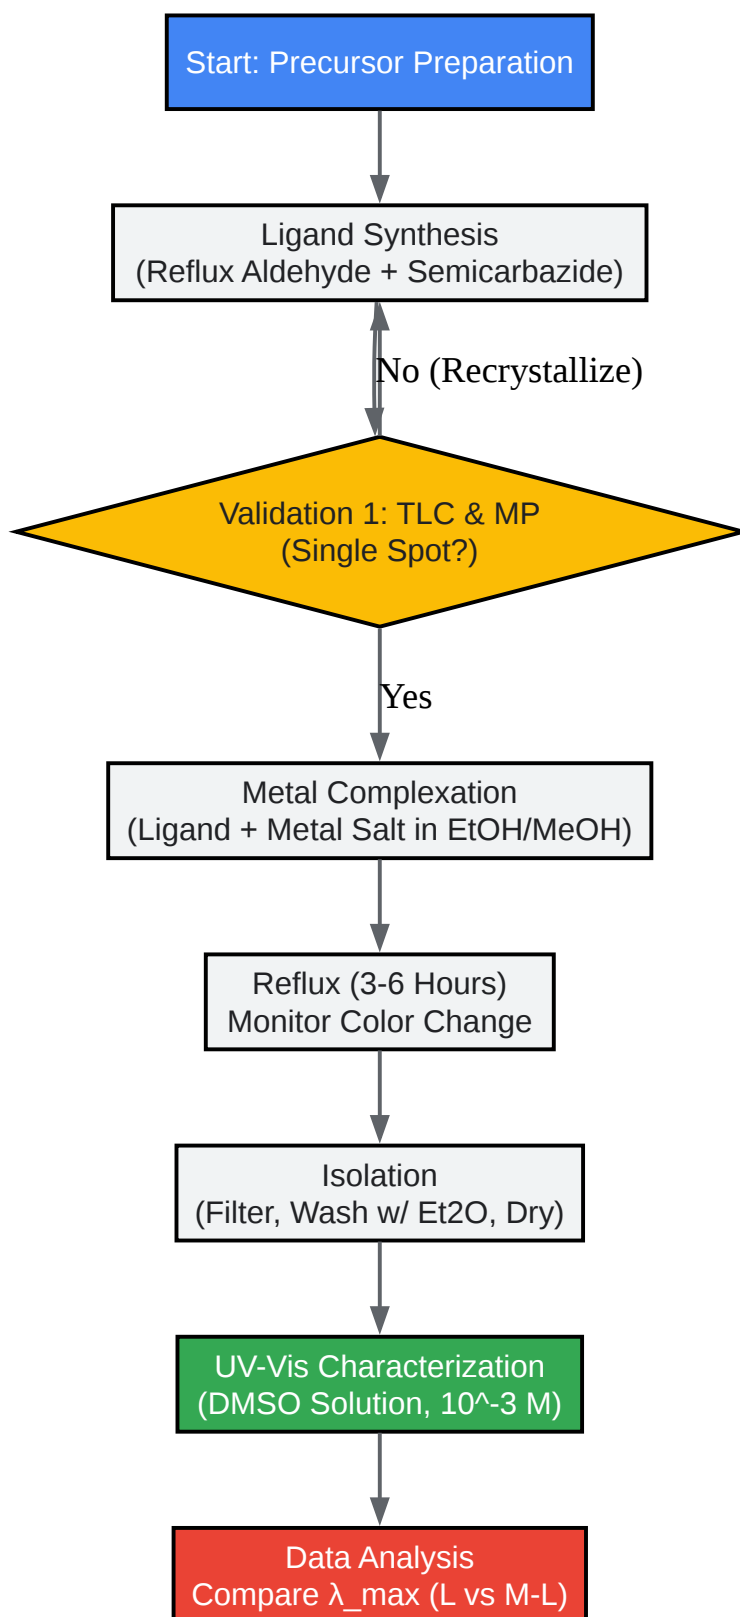 Start: Precursor Preparation
Ligand Synthesis
(Reflux Aldehyde + Semicarbazide)
No (Recrystallize)
Validation 1: TLC & MP
(Single Spot?)
Yes
Metal Complexation
(Ligand + Metal Salt in EtOH/MeOH)
Reflux (3-6 Hours)
Monitor Color Change
Isolation
(Filter, Wash w/ Et2O, Dry)
UV-Vis Characterization
(DMSO Solution, 10^-3 M)
Data Analysis
Compare λ_max (L vs M-L)